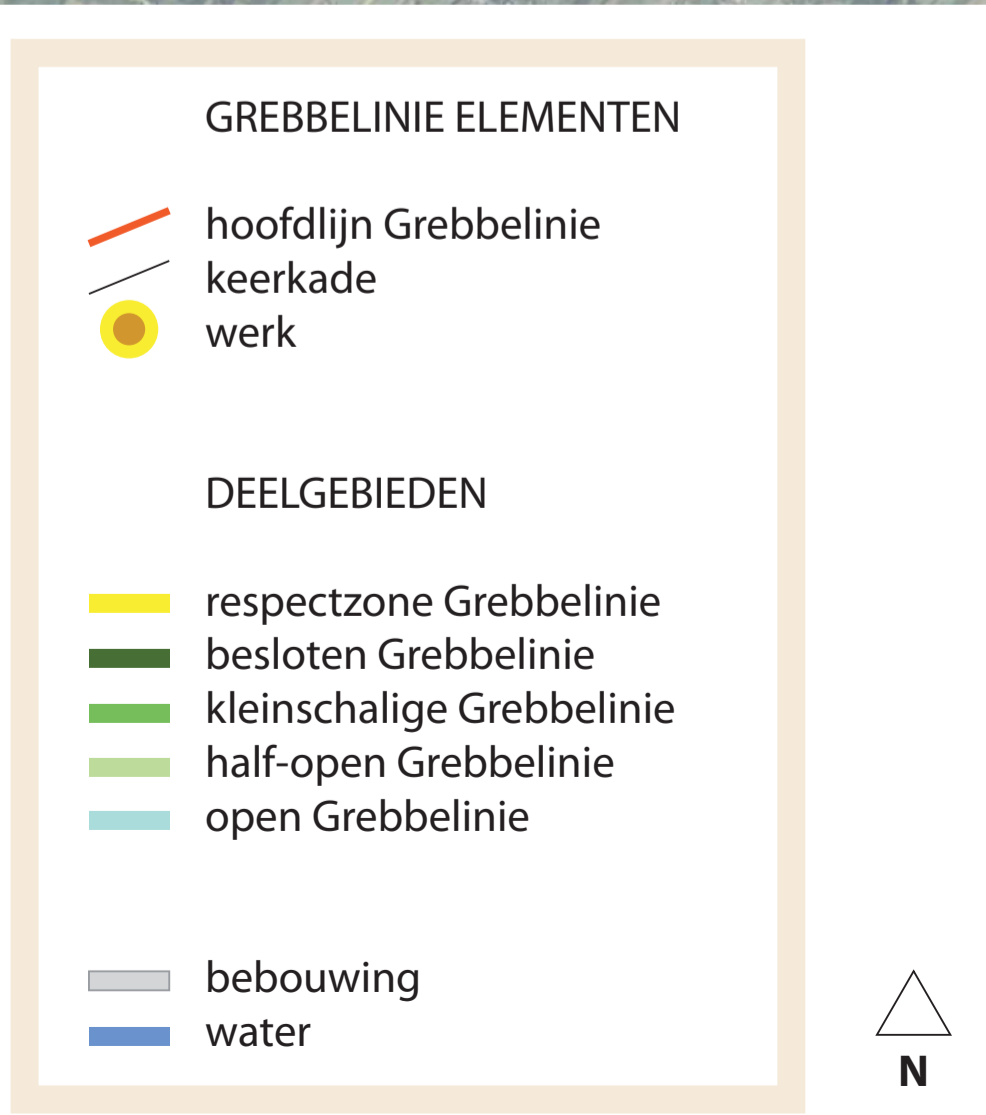 GREBBELINIE ELEMENTEN
hoofdlijn Grebbelinie
keerkade
werk
DEELGEBIEDEN
respectzone Grebbelinie
besloten Grebbelinie
kleinschalige Grebbelinie
half-open Grebbelinie
open Grebbelinie
bebouwing
water
N